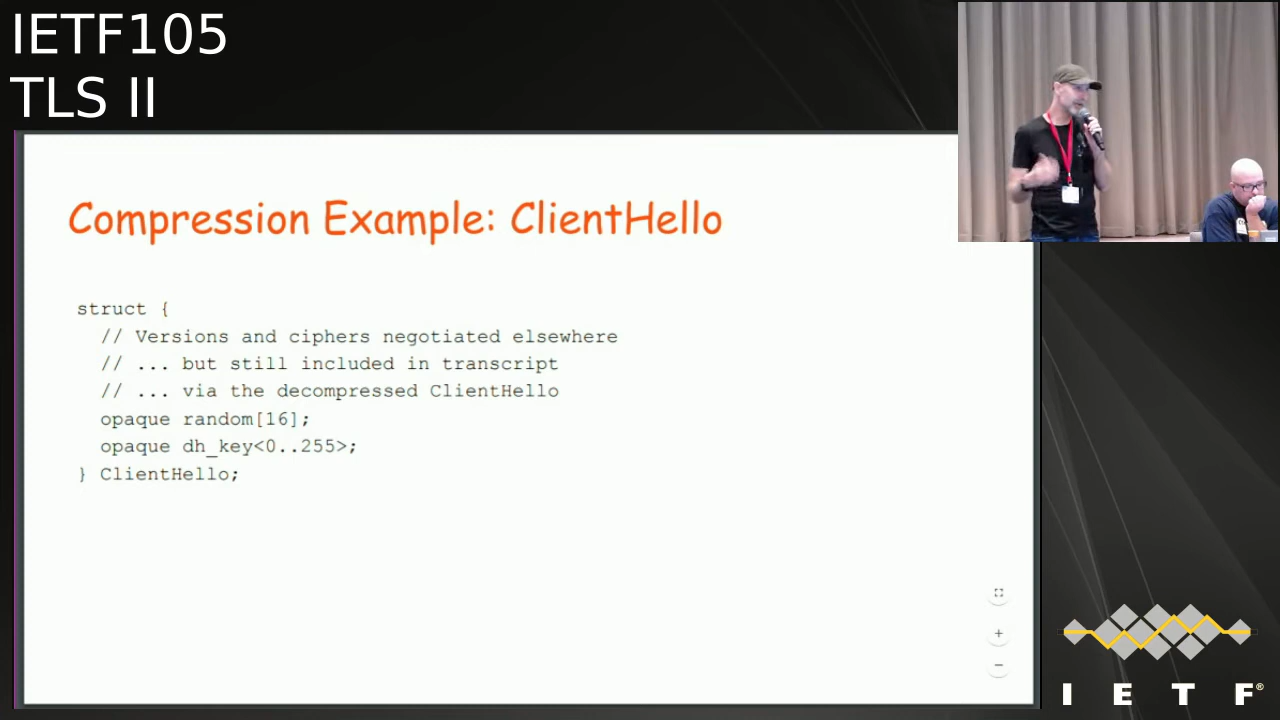 IETF105
TLS II
Compression Example: ClientHello
struct {
// Versions and ciphers negotiated elsewhere
// ... but still included in transcript
// ... via the decompressed ClientHello
opaque random[16];
opaque dh_key<0..255>;
} ClientHello;
+
−
I E T F®